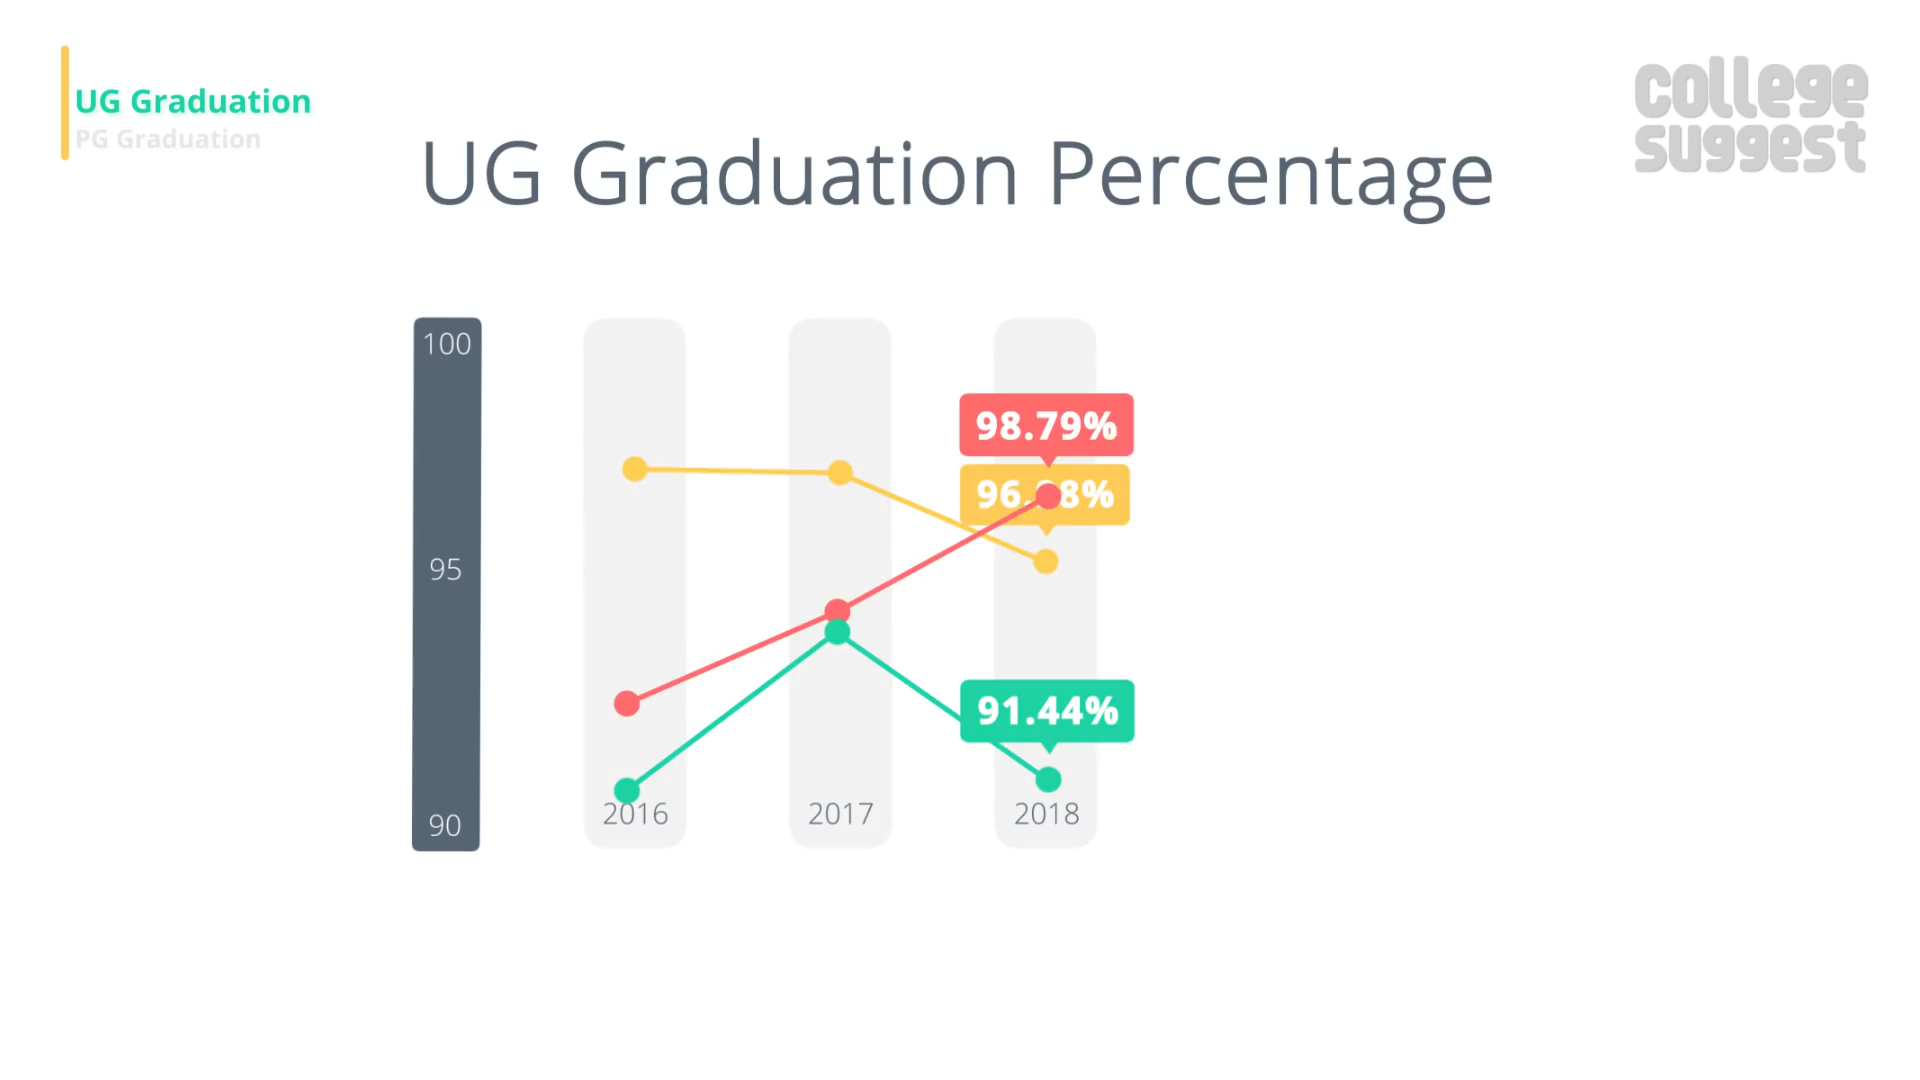 UG Graduation
PG Graduation
college
suggest
UG Graduation Percentage
100
95
90
98.79%
91.44%
2016
2017
2018